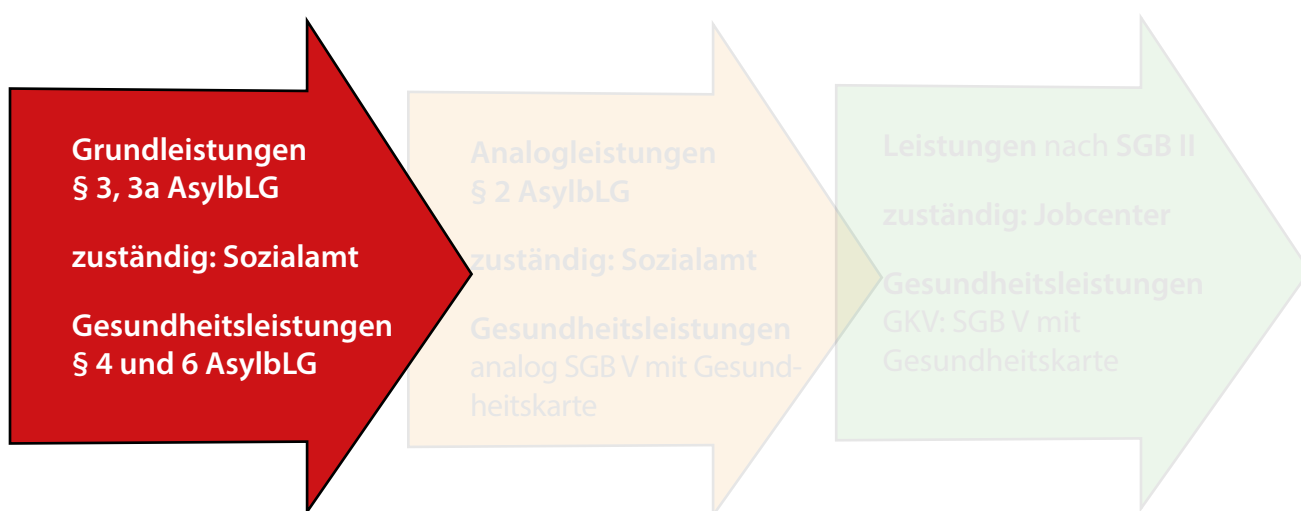 Grundleistungen
§ 3, 3a AsylbLG
zuständig: Sozialamt
Gesundheitsleistungen
§ 4 und 6 AsylbLG
Analogleistungen
§ 2 AsylbLG
zuständig: Sozialamt
Gesundheitsleistungen
analog SGB V mit Gesund-
heitskarte
Leistungen nach SGB II
zuständig: Jobcenter
Gesundheitsleistungen
GKV: SGB V mit
Gesundheitskarte